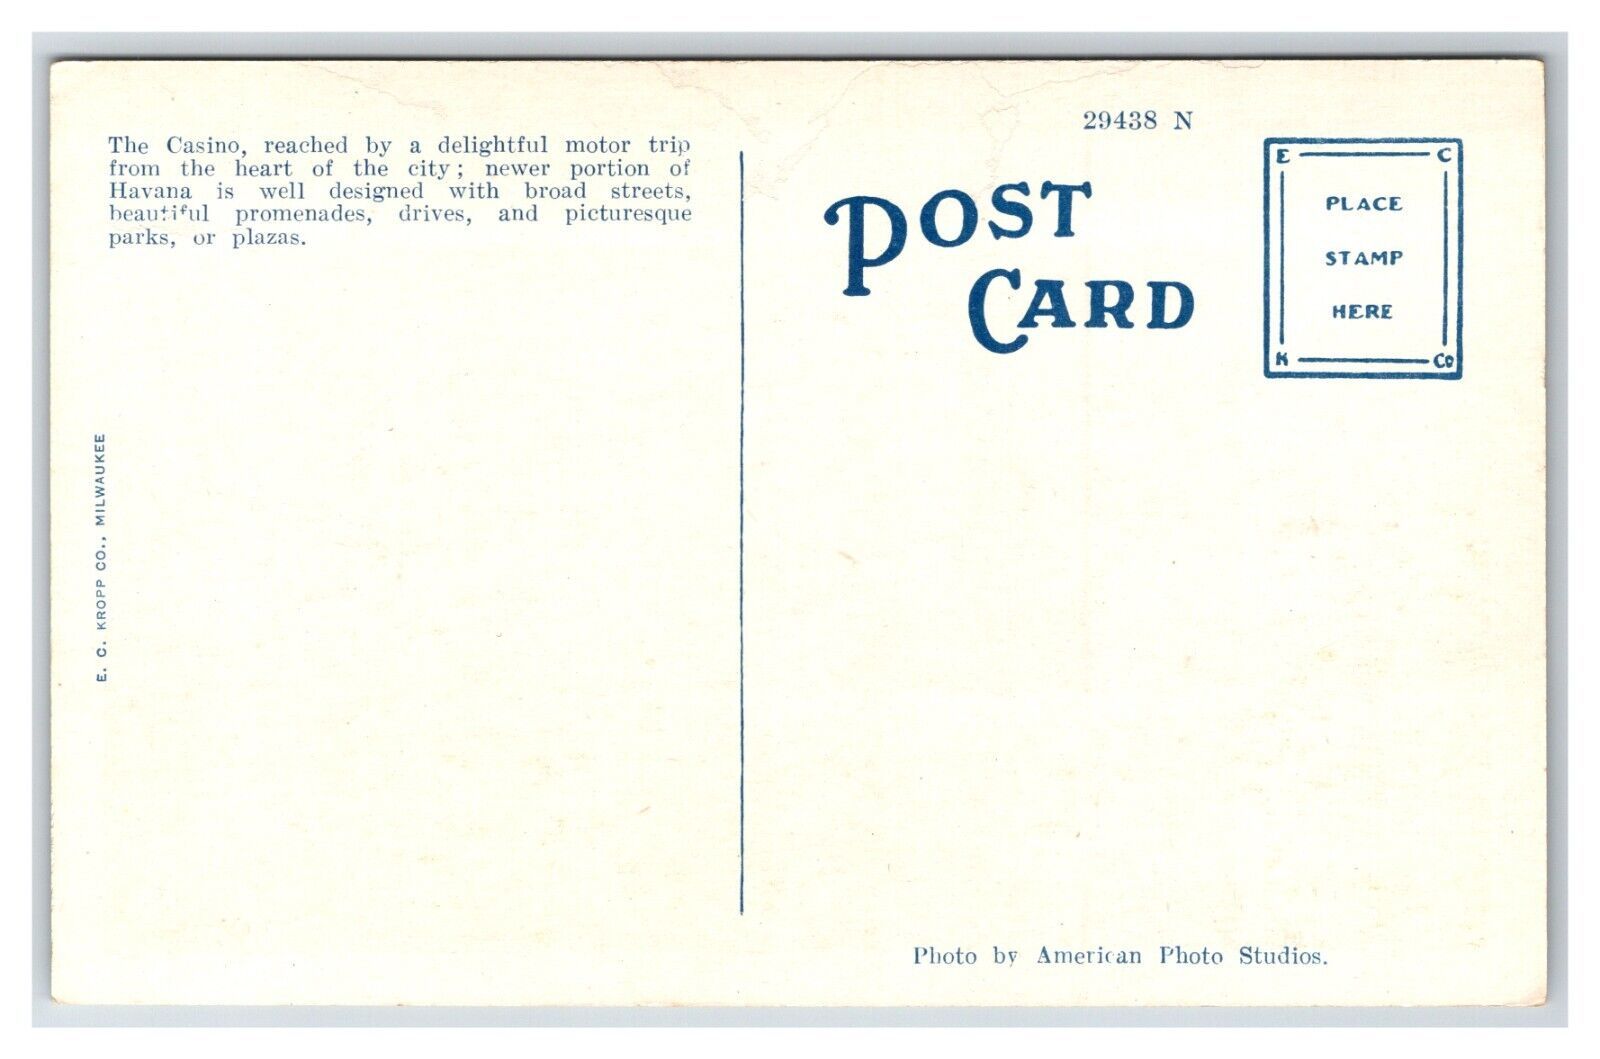 The Casino, reached by a delightful motor trip
from the heart of the city; newer portion of
Havana is well designed with broad streets,
beautiful promenades, drives, and picturesque
parks, or plazas.
E. C. KROPP CO., MILWAUKEE
29438 N
POST
CARD
E C
PLACE
STAMP
HERE
K Co
Photo by American Photo Studios.